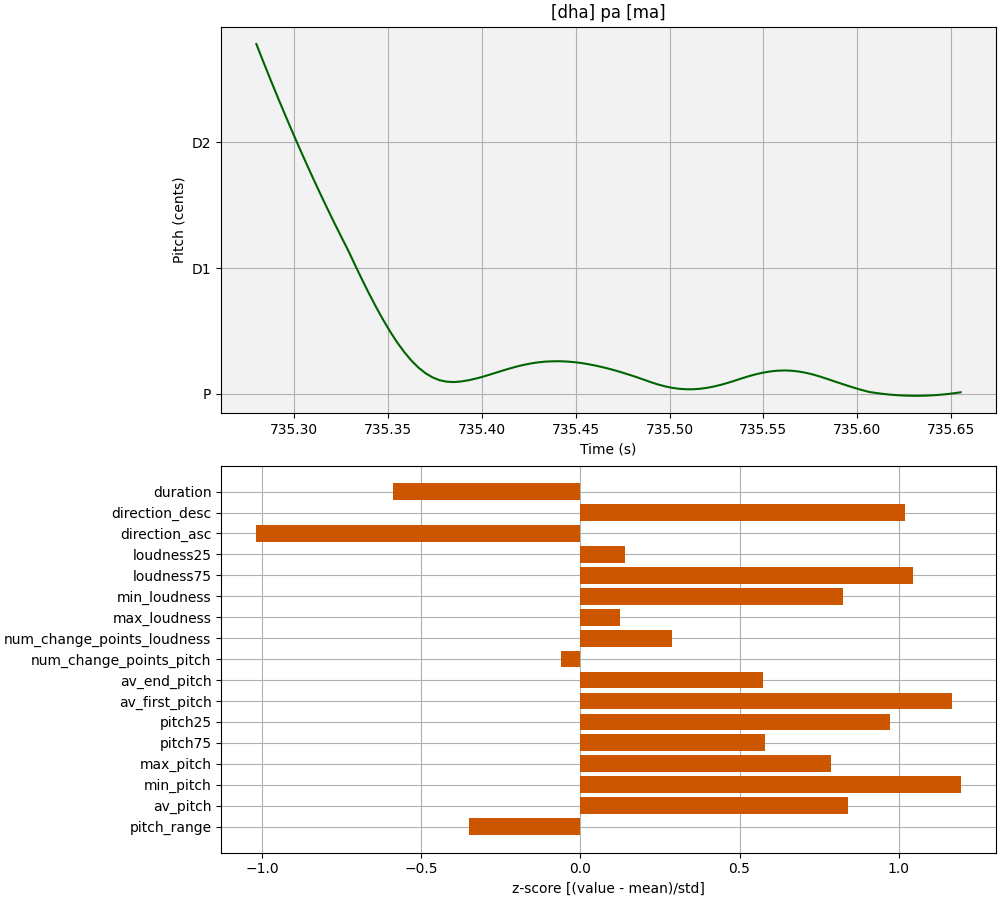 [dha] pa [ma]
Pitch (cents)
D2
D1
P
735.30 735.35 735.40 735.45 735.50 735.55 735.60 735.65
Time (s)
duration
direction_desc
direction_asc
loudness25
loudness75
min_loudness
max_loudness
num_change_points_loudness
num_change_points_pitch
av_end_pitch
av_first_pitch
pitch25
pitch75
max_pitch
min_pitch
av_pitch
pitch_range
−1.0 −0.5 0.0 0.5 1.0
z-score [(value - mean)/std]